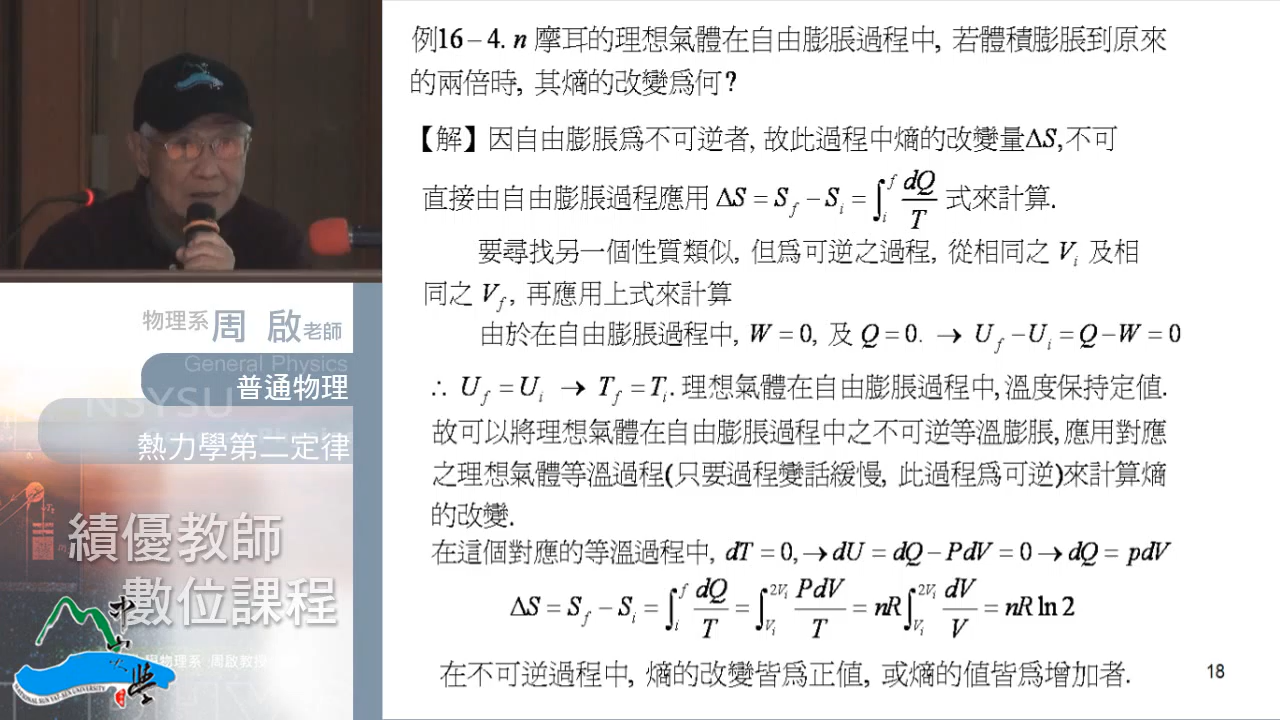 例16－4. n 摩耳的理想氣體在自由膨脹過程中, 若體積膨脹到原來
的兩倍時, 其熵的改變爲何?
【解】因自由膨脹爲不可逆者, 故此過程中熵的改變量ΔS,不可
直接由自由膨脹過程應用 ΔS = S_f − S_i = ∫_i^f dQ/T 式來計算.
要尋找另一個性質類似, 但爲可逆之過程, 從相同之 V_i 及相
同之 V_f, 再應用上式來計算
由於在自由膨脹過程中, W = 0, 及 Q = 0. → U_f − U_i = Q − W = 0
∴ U_f = U_i → T_f = T_i. 理想氣體在自由膨脹過程中,溫度保持定值.
故可以將理想氣體在自由膨脹過程中之不可逆等溫膨脹,應用對應
之理想氣體等溫過程(只要過程變話緩慢, 此過程爲可逆)來計算熵
的改變.
在這個對應的等溫過程中, dT = 0, → dU = dQ − PdV = 0 → dQ = pdV
ΔS = S_f − S_i = ∫_i^f dQ/T = ∫_{V_i}^{2V_i} PdV/T = nR ∫_{V_i}^{2V_i} dV/V = nR ln 2
在不可逆過程中, 熵的改變皆爲正值, 或熵的值皆爲增加者.
18
物理系 周 啟 老師
General Physics
普通物理
NSYSU
熱力學第二定律
績優教師
數位課程
中山大學
NATIONAL SUN YAT-SEN UNIVERSITY